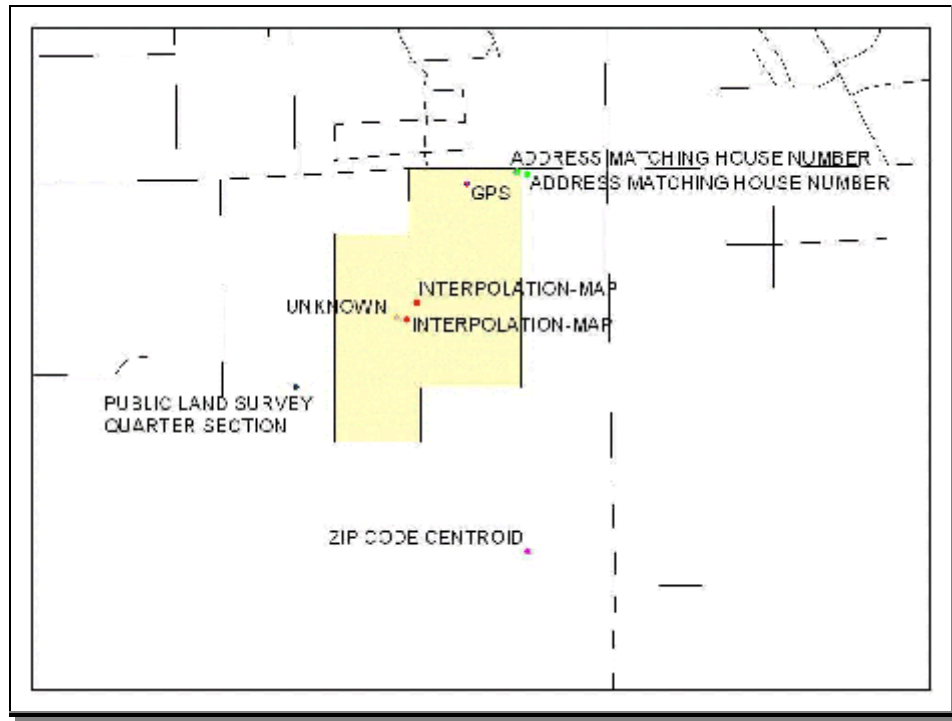 ADDRESS MATCHING HOUSE NUMBER
ADDRESS MATCHING HOUSE NUMBER
GPS
INTERPOLATION-MAP
UNKNOWN
INTERPOLATION-MAP
PUBLIC LAND SURVEY
QUARTER SECTION
ZIP CODE CENTROID